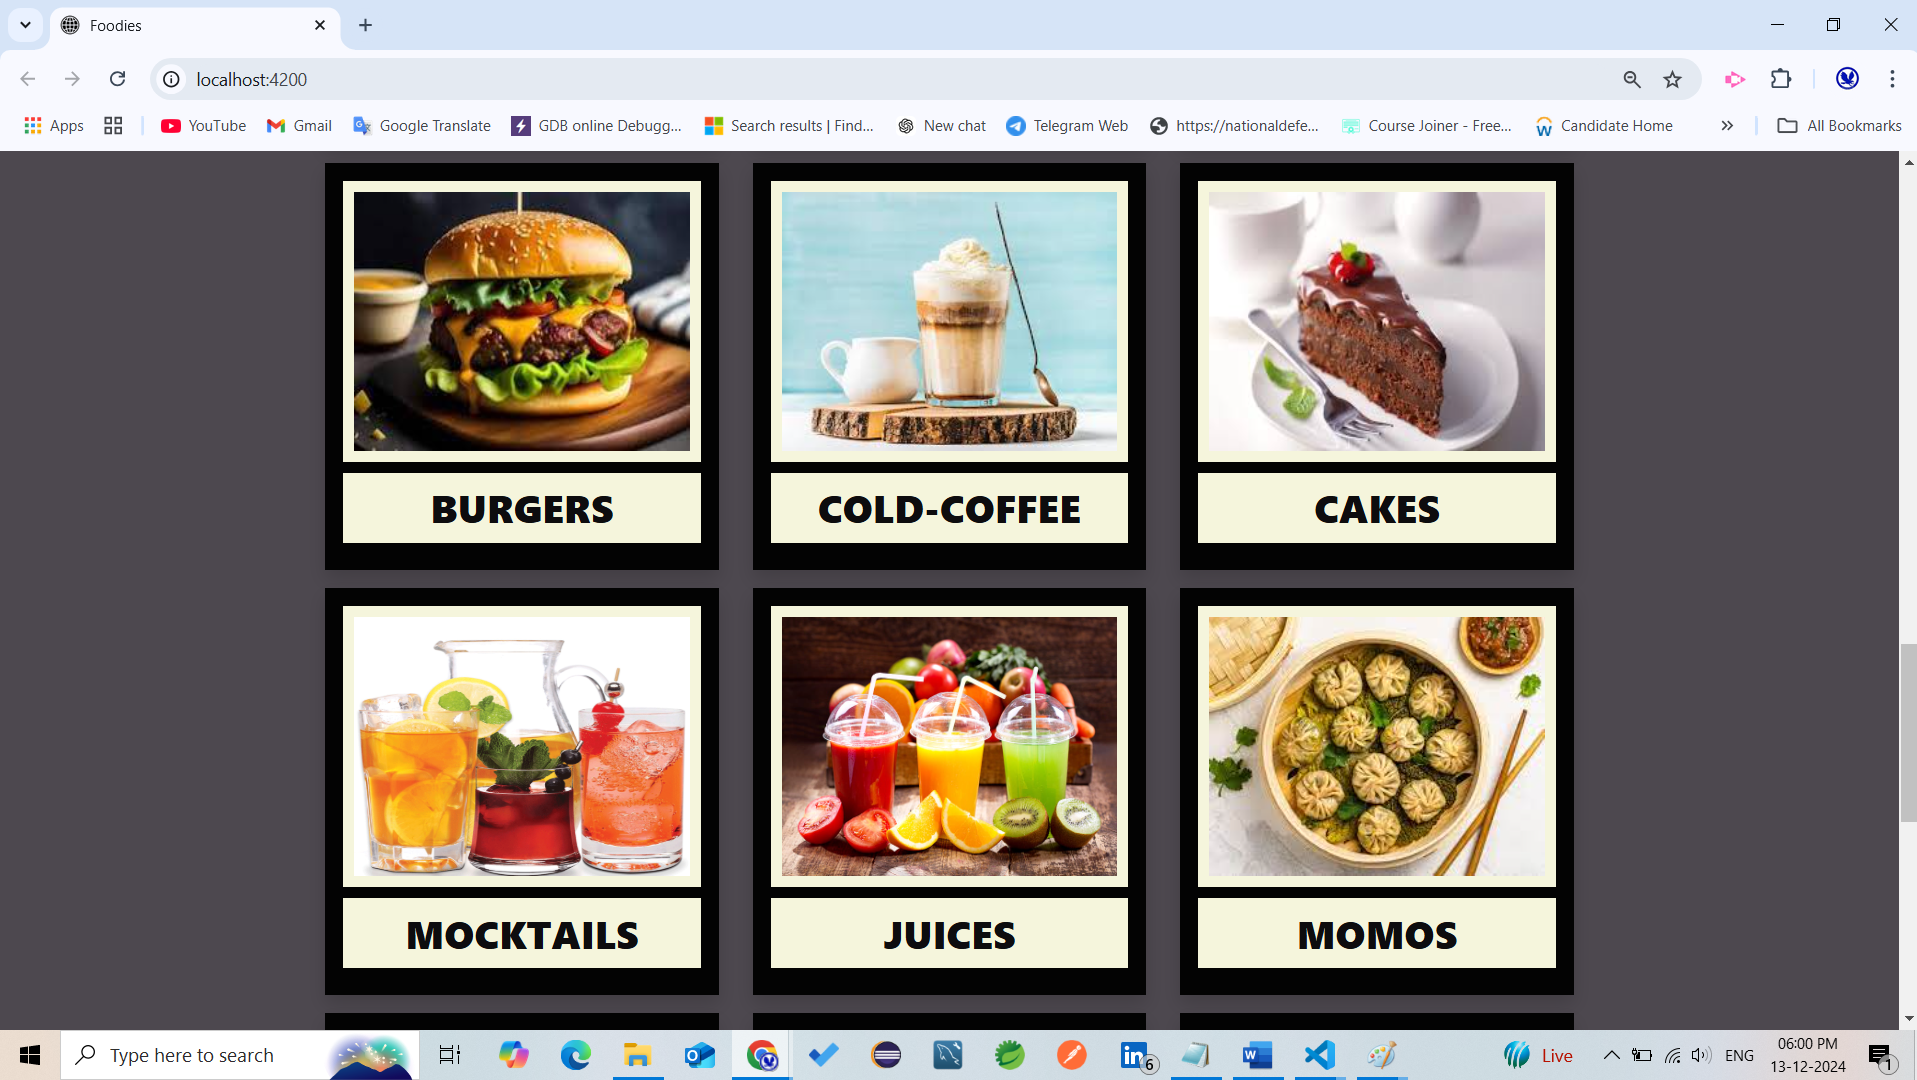 Foodies
localhost:4200
Apps
YouTube
Gmail
Google Translate
GDB online Debugg...
Search results | Find...
New chat
Telegram Web
https://nationaldefe...
Course Joiner - Free...
Candidate Home
All Bookmarks
BURGERS
COLD-COFFEE
CAKES
MOCKTAILS
JUICES
MOMOS
Type here to search
6
Live
ENG
06:00 PM
13-12-2024
1